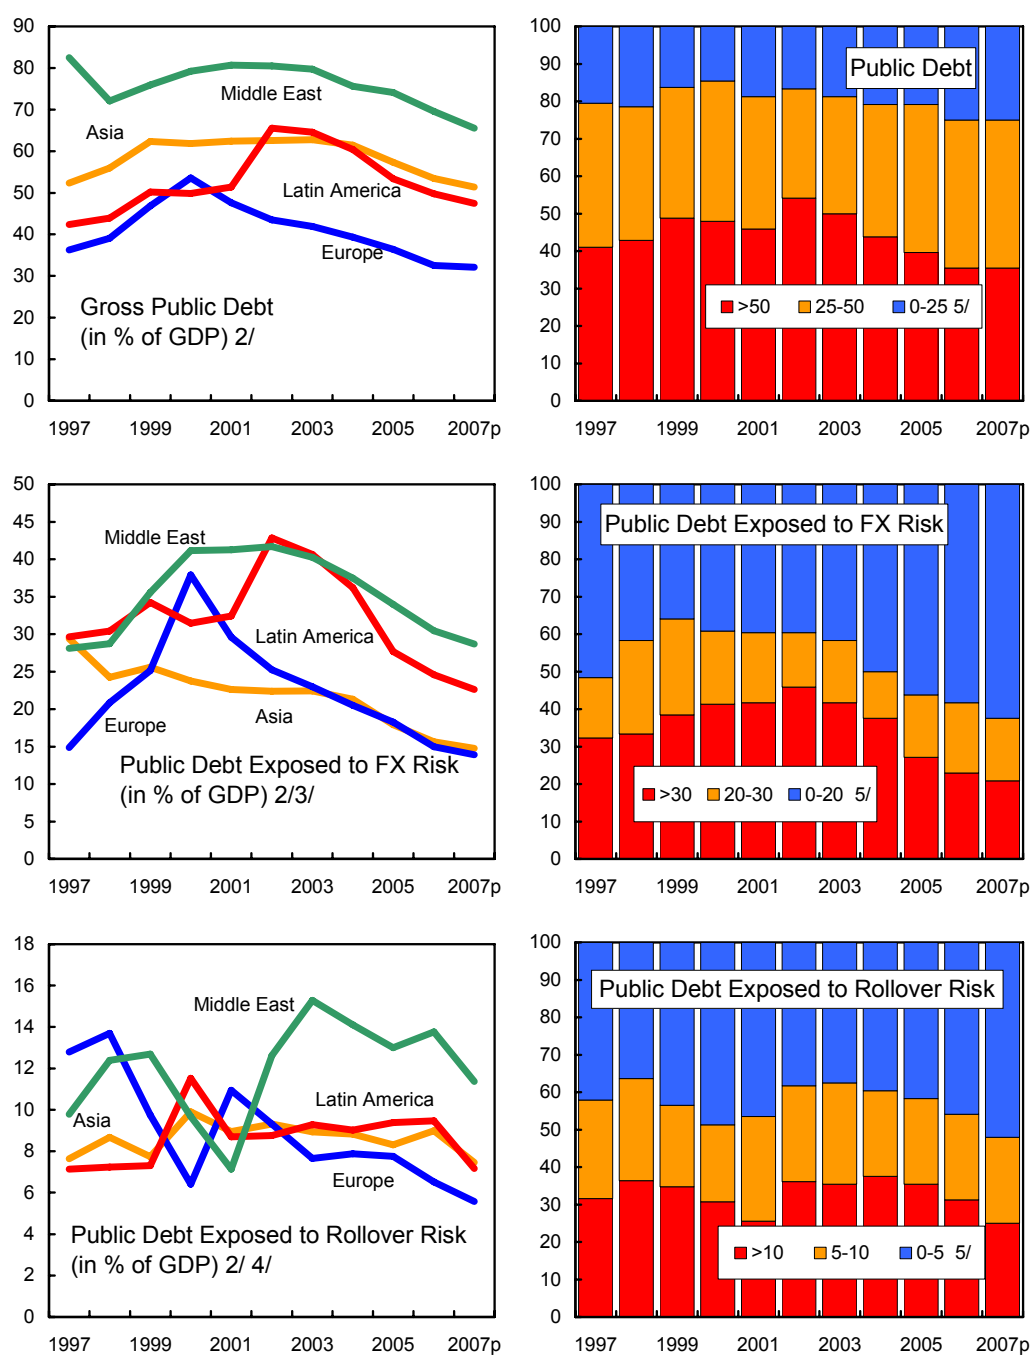 90
80
70
60
50
40
30
20
10
0
Middle East
Asia
Latin America
Europe
Gross Public Debt
(in % of GDP) 2/
1997 1999 2001 2003 2005 2007p
100
90
80
70
60
50
40
30
20
10
0
Public Debt
>50 25-50 0-25 5/
1997 1999 2001 2003 2005 2007p
50
45
40
35
30
25
20
15
10
5
0
Middle East
Latin America
Europe
Asia
Public Debt Exposed to FX Risk
(in % of GDP) 2/3/
1997 1999 2001 2003 2005 2007p
100
90
80
70
60
50
40
30
20
10
0
Public Debt Exposed to FX Risk
>30 20-30 0-20 5/
1997 1999 2001 2003 2005 2007p
18
16
14
12
10
8
6
4
2
0
Middle East
Asia
Latin America
Europe
Public Debt Exposed to Rollover Risk
(in % of GDP) 2/ 4/
1997 1999 2001 2003 2005 2007p
100
90
80
70
60
50
40
30
20
10
0
Public Debt Exposed to Rollover Risk
>10 5-10 0-5 5/
1997 1999 2001 2003 2005 2007p